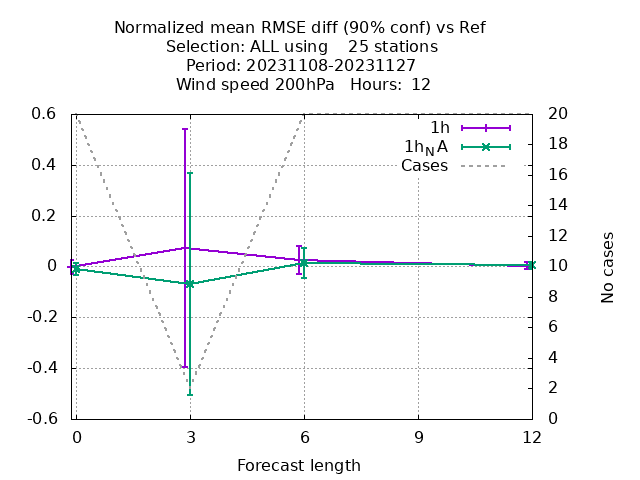 Normalized mean RMSE diff (90% conf) vs Ref
Selection: ALL using 25 stations
Period: 20231108-20231127
Wind speed 200hPa Hours: 12
0.6
0.4
0.2
0
-0.2
-0.4
-0.6
1h
1hNA
Cases
20
18
16
14
12
10
8
6
4
2
0
No cases
0 3 6 9 12
Forecast length